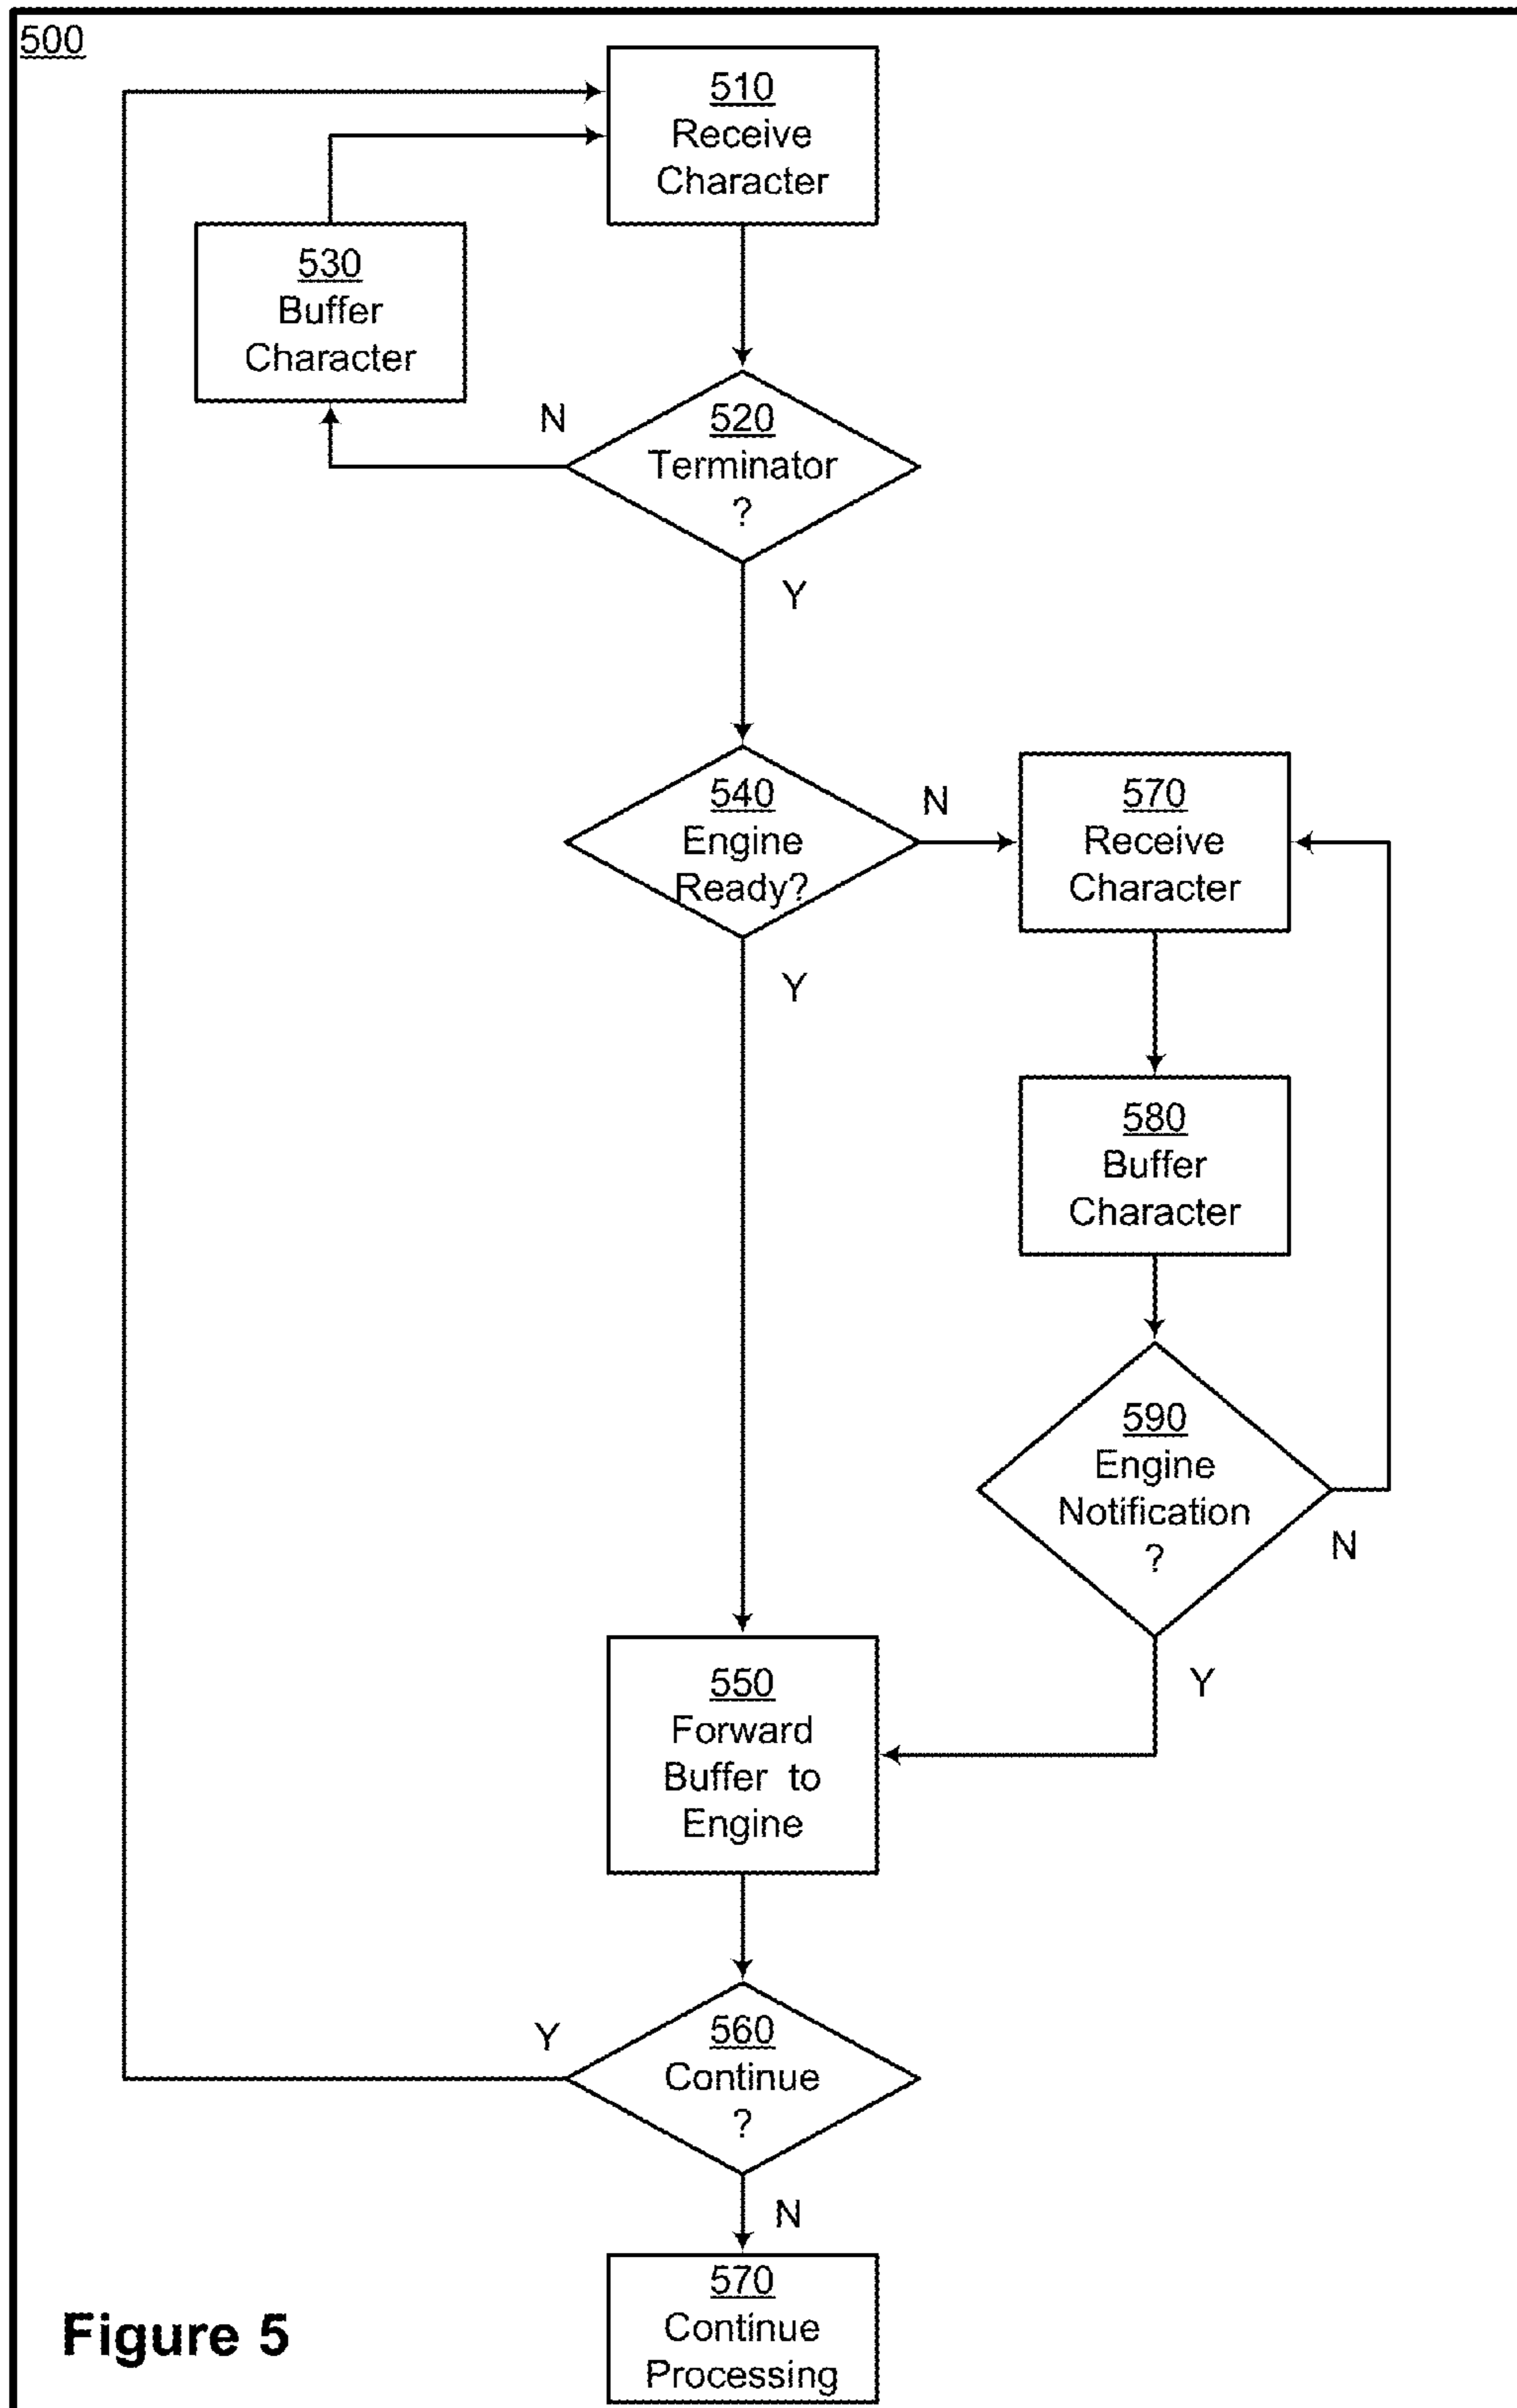 500
510
Receive
Character
530
Buffer
Character
N
520
Terminator
?
Y
540
Engine
Ready?
N
570
Receive
Character
Y
580
Buffer
Character
590
Engine
Notification
?
N
Y
550
Forward
Buffer to
Engine
Y
560
Continue
?
N
570
Continue
Processing
Figure 5